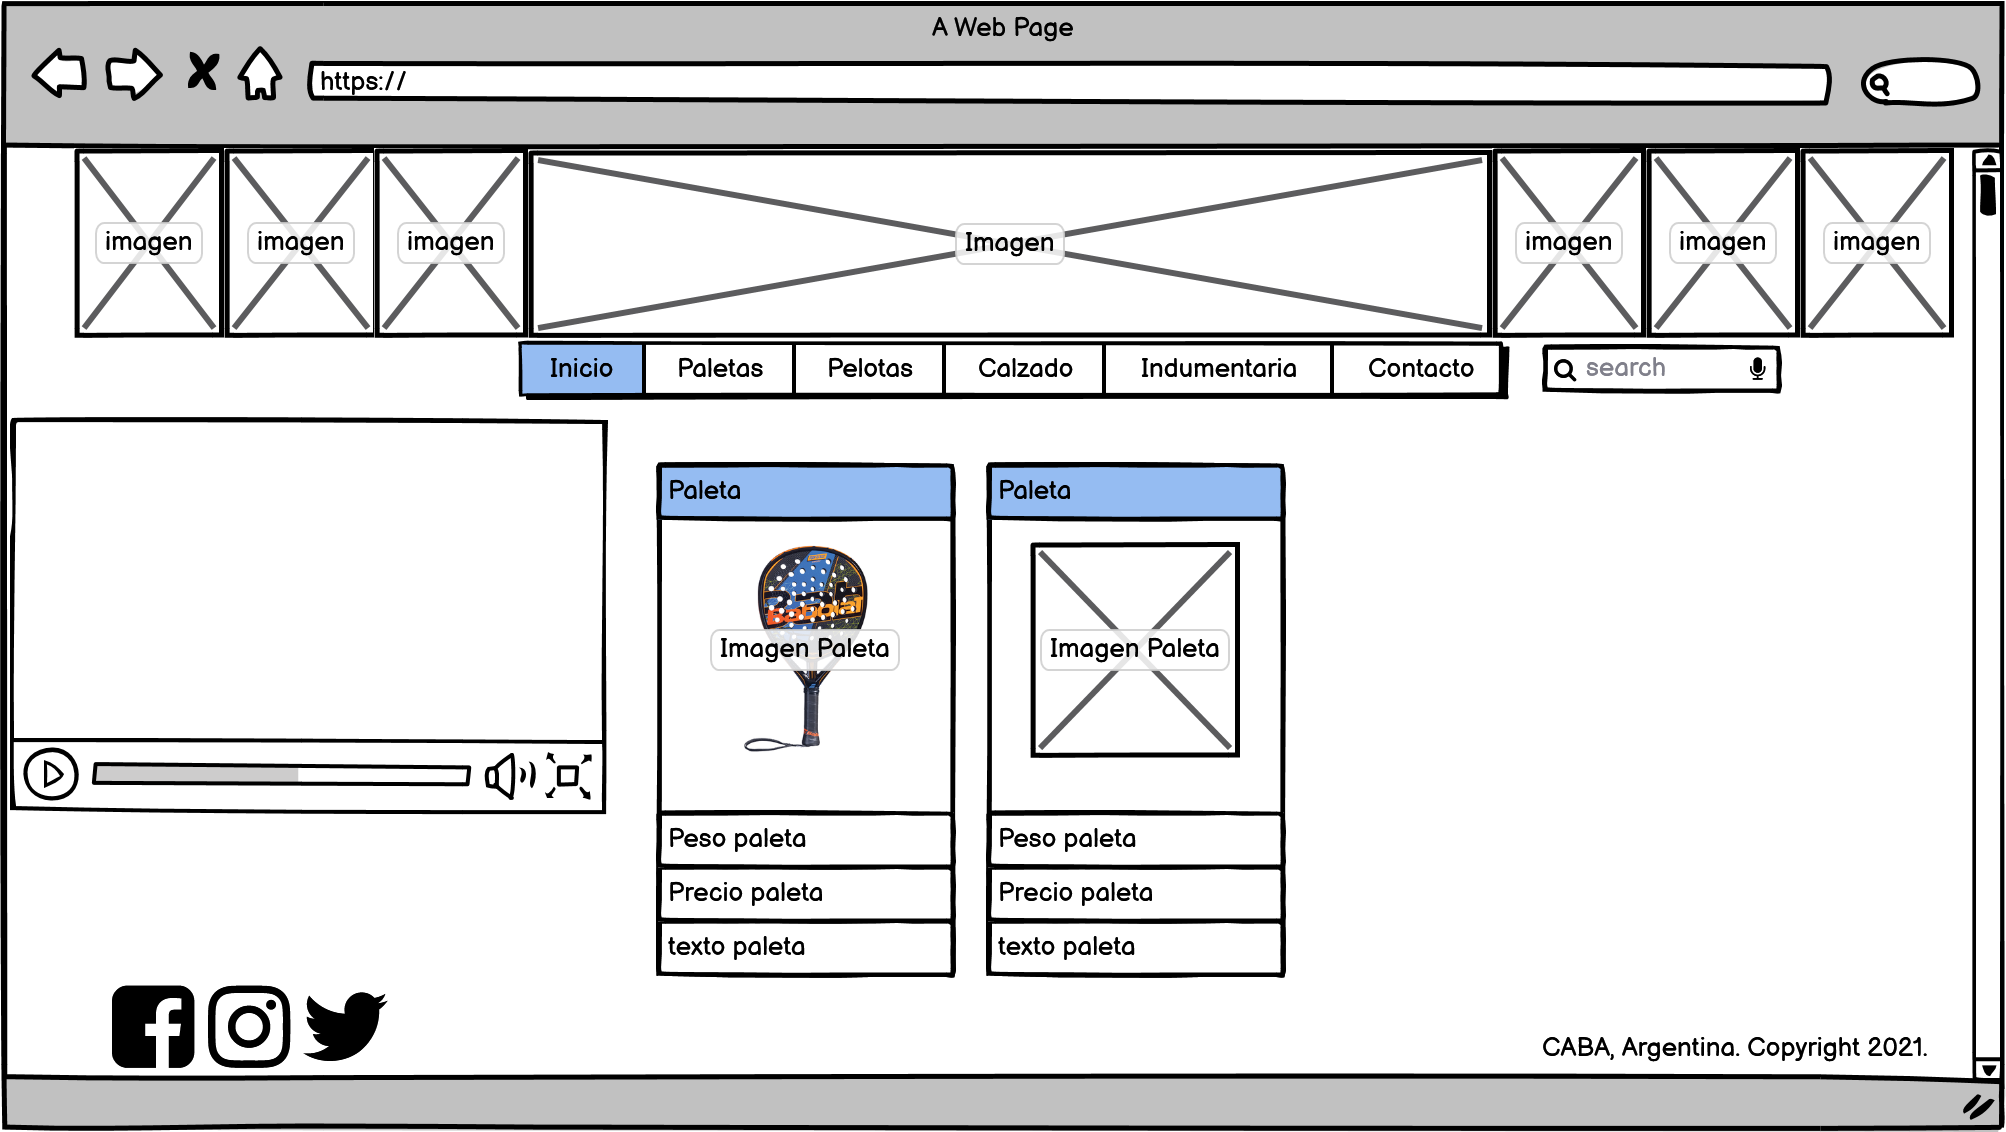 A Web Page
https://
imagen imagen imagen Imagen imagen imagen imagen
Inicio Paletas Pelotas Calzado Indumentaria Contacto search
Paleta Paleta
Babolat
Imagen Paleta Imagen Paleta
Peso paleta Peso paleta
Precio paleta Precio paleta
texto paleta texto paleta
CABA, Argentina. Copyright 2021.